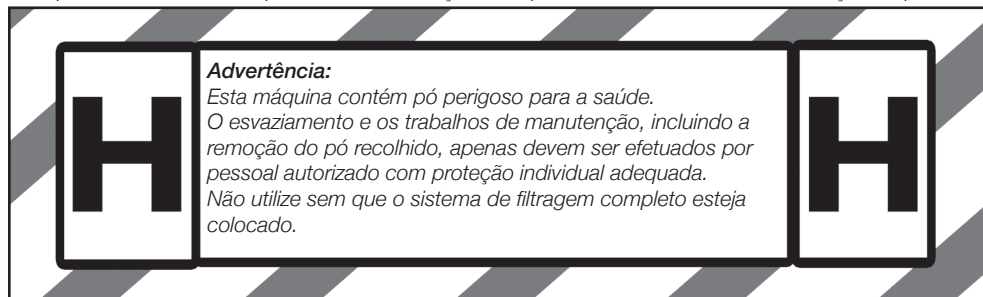 Advertência:
H
Esta máquina contém pó perigoso para a saúde.
O esvaziamento e os trabalhos de manutenção, incluindo a
remoção do pó recolhido, apenas devem ser efetuados por
pessoal autorizado com proteção individual adequada.
Não utilize sem que o sistema de filtragem completo esteja
colocado.
H